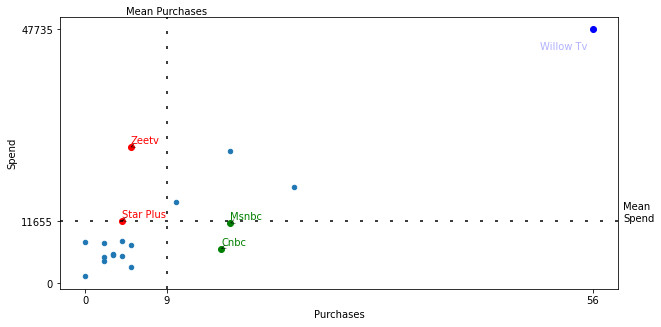 Mean Purchases
47735
Willow Tv
Zeetv
Spend
Star Plus
Msnbc
Mean
Spend
11655
Cnbc
0
0
9
56
Purchases